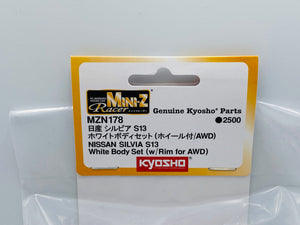 MINI-Z
Racer
Genuine Kyosho® Parts
MZN178 ●2500
日産 シルビア S13
ホワイトボディセット(ホイール付/AWD)
NISSAN SILVIA S13
White Body Set (w/Rim for AWD)
KYOSHO